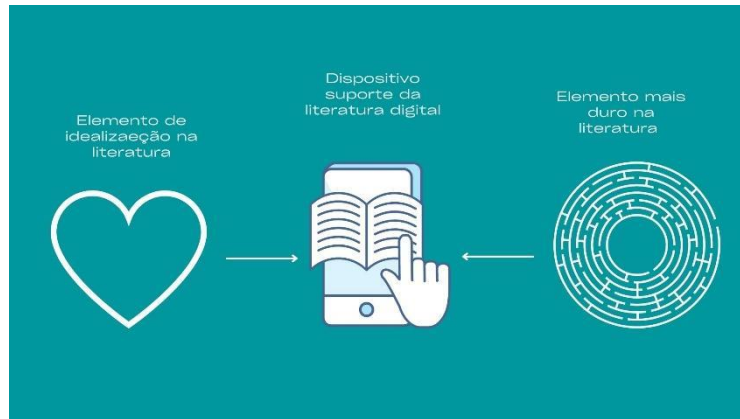 Elemento de
idealizaeção na
literatura
Dispositivo
suporte da
literatura digital
Elemento mais
duro na
literatura